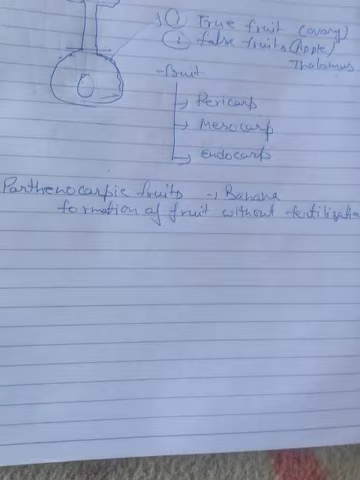 ① True fruit (ovary)
② false fruits (Apple)
Thalamus
fruit
→ Pericarp
→ Mesocarp
→ Endocarp
Parthenocarpic fruits → Banana
formation of fruit without fertilization